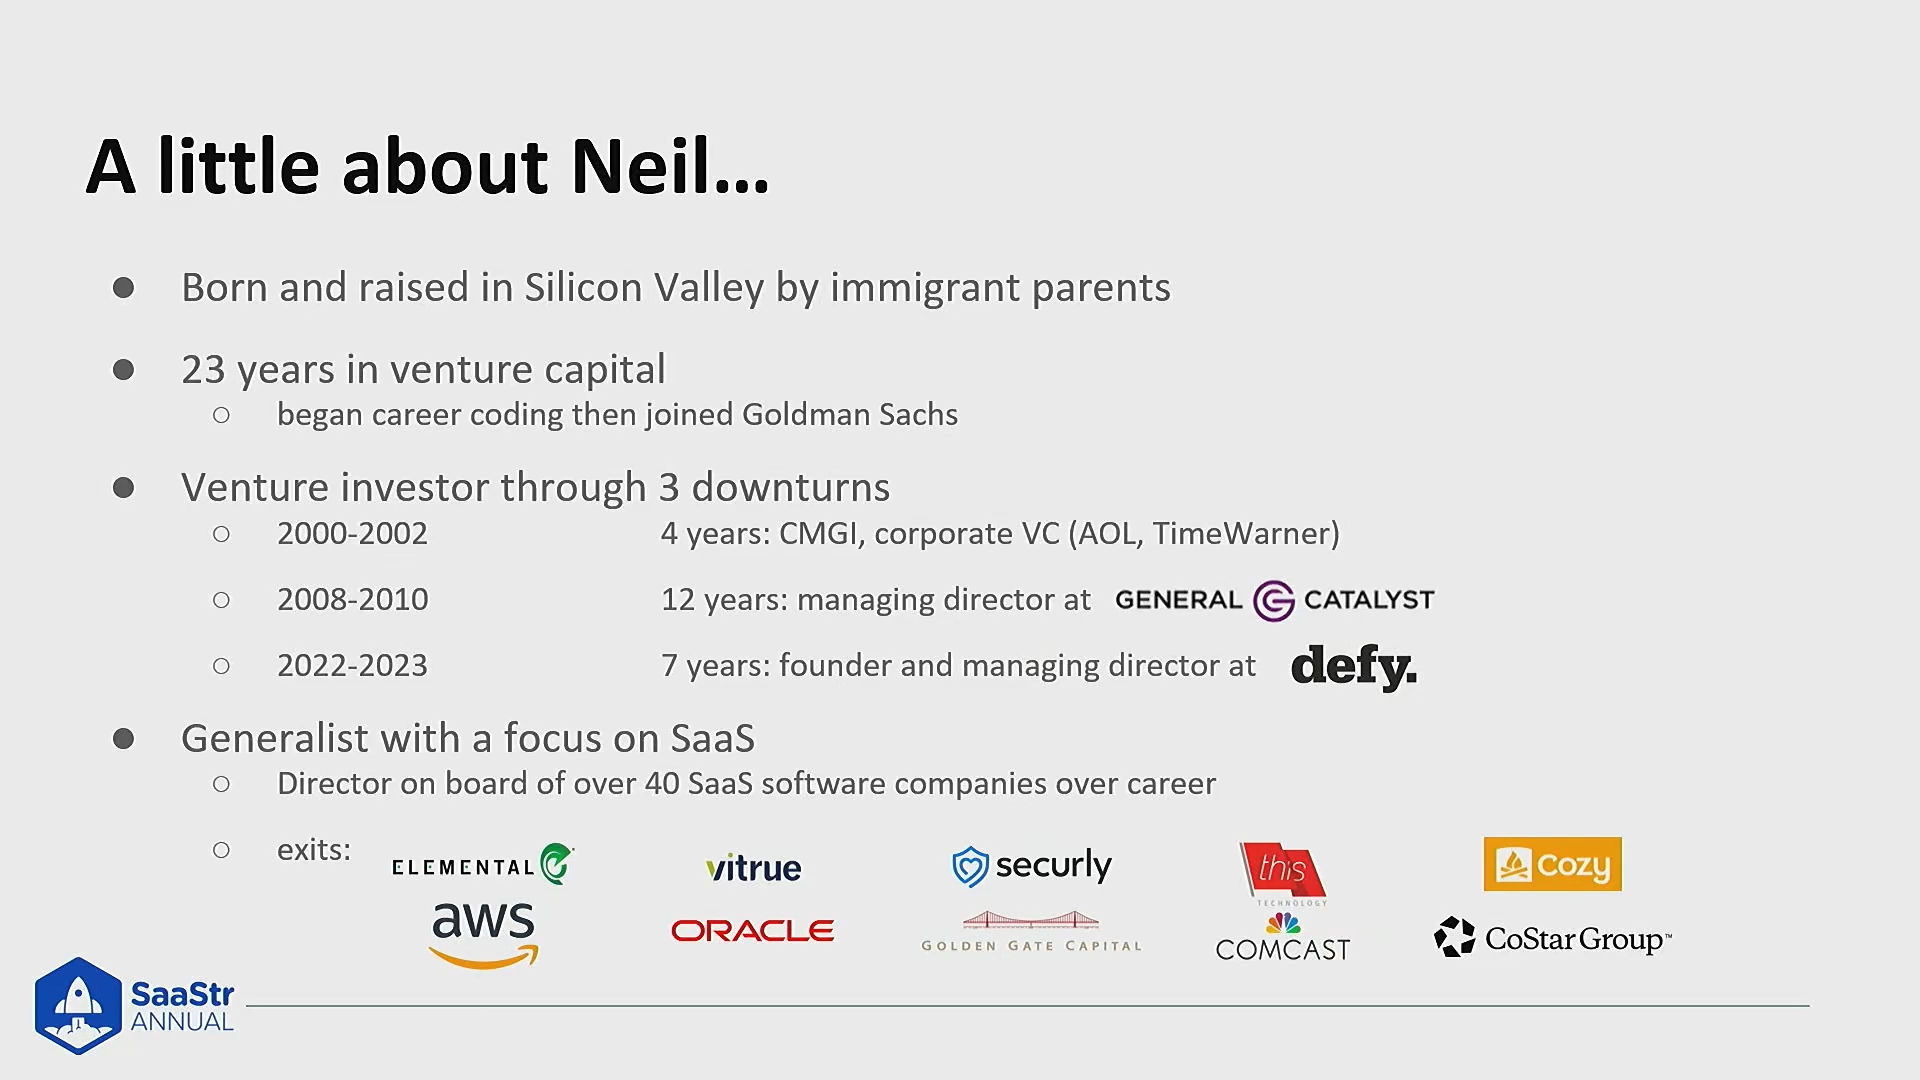 A little about Neil...
● Born and raised in Silicon Valley by immigrant parents
● 23 years in venture capital
○ began career coding then joined Goldman Sachs
● Venture investor through 3 downturns
○ 2000-2002 4 years: CMGI, corporate VC (AOL, TimeWarner)
○ 2008-2010 12 years: managing director at GENERAL CATALYST
○ 2022-2023 7 years: founder and managing director at defy.
● Generalist with a focus on SaaS
○ Director on board of over 40 SaaS software companies over career
○ exits: ELEMENTAL vitrue securly this TECHNOLOGY Cozy
aws ORACLE GOLDEN GATE CAPITAL COMCAST CoStar Group™
SaaStr
ANNUAL